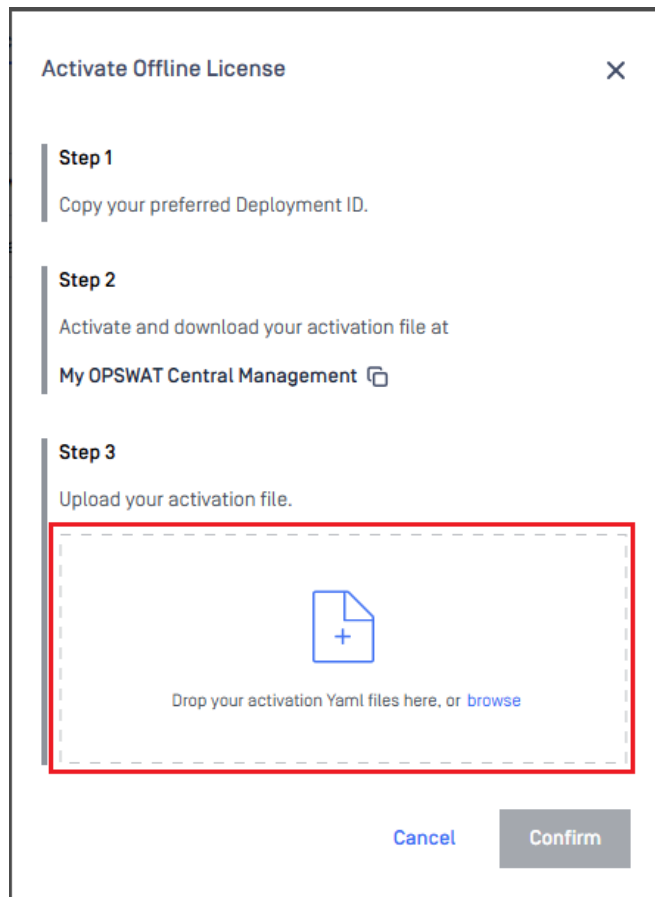 Activate Offline License
Step 1
Copy your preferred Deployment ID.
Step 2
Activate and download your activation file at
My OPSWAT Central Management
Step 3
Upload your activation file.
Drop your activation Yaml files here, or browse
Cancel
Confirm